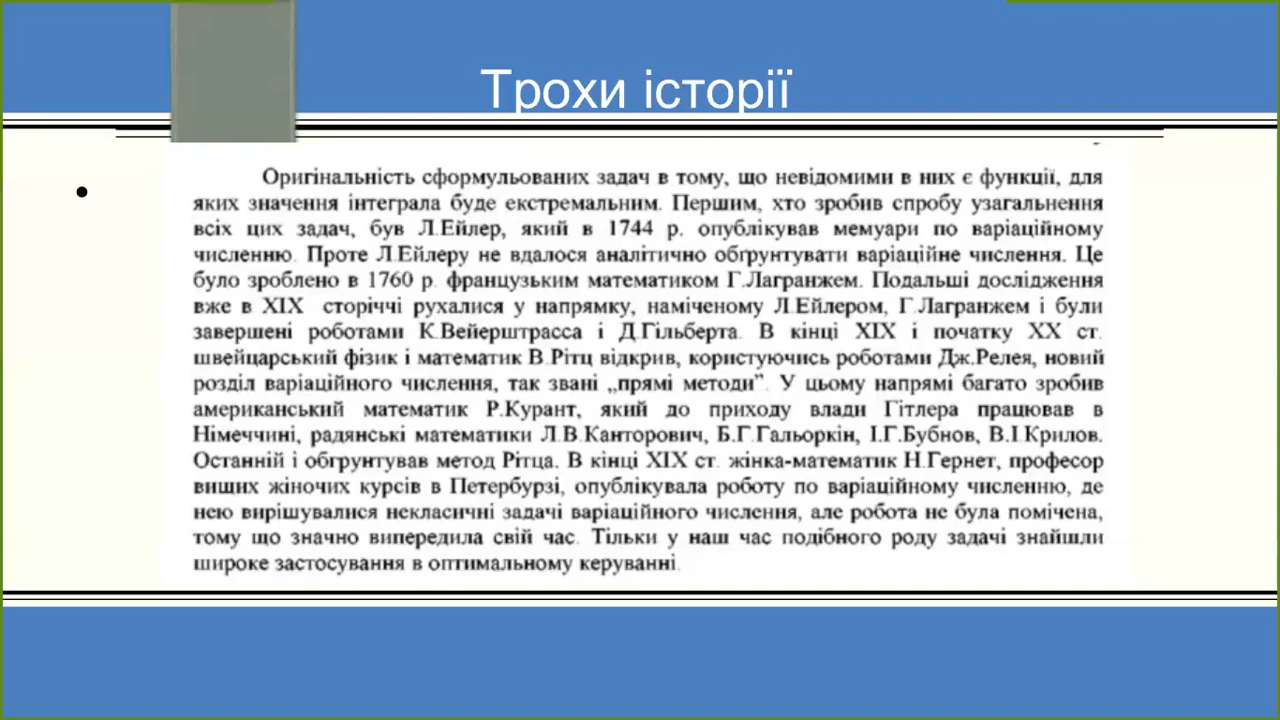 Трохи історії
•
Оригінальність сформульованих задач в тому, що невідомими в них є функції, для
яких значення інтеграла буде екстремальним. Першим, хто зробив спробу узагальнення
всіх цих задач, був Л.Ейлер, який в 1744 р. опублікував мемуари по варіаційному
численню. Проте Л.Ейлеру не вдалося аналітично обґрунтувати варіаційне числення. Це
було зроблено в 1760 р. французьким математиком Г.Лагранжем. Подальші дослідження
вже в XIX сторіччі рухалися у напрямку, наміченому Л.Ейлером, Г.Лагранжем і були
завершені роботами К.Вейерштрасса і Д.Гільберта. В кінці XIX і початку XX ст.
швейцарський фізик і математик В.Рітц відкрив, користуючись роботами Дж.Релея, новий
розділ варіаційного числення, так звані „прямі методи”. У цьому напрямі багато зробив
американський математик Р.Курант, який до приходу влади Гітлера працював в
Німеччині, радянські математики Л.В.Канторович, Б.Г.Гальоркін, І.Г.Бубнов, В.І.Крилов.
Останній і обгрунтував метод Рітца. В кінці XIX ст. жінка-математик Н.Гернет, професор
вищих жіночих курсів в Петербурзі, опублікувала роботу по варіаційному численню, де
нею вирішувалися некласичні задачі варіаційного числення, але робота не була помічена,
тому що значно випередила свій час. Тільки у наш час подібного роду задачі знайшли
широке застосування в оптимальному керуванні.